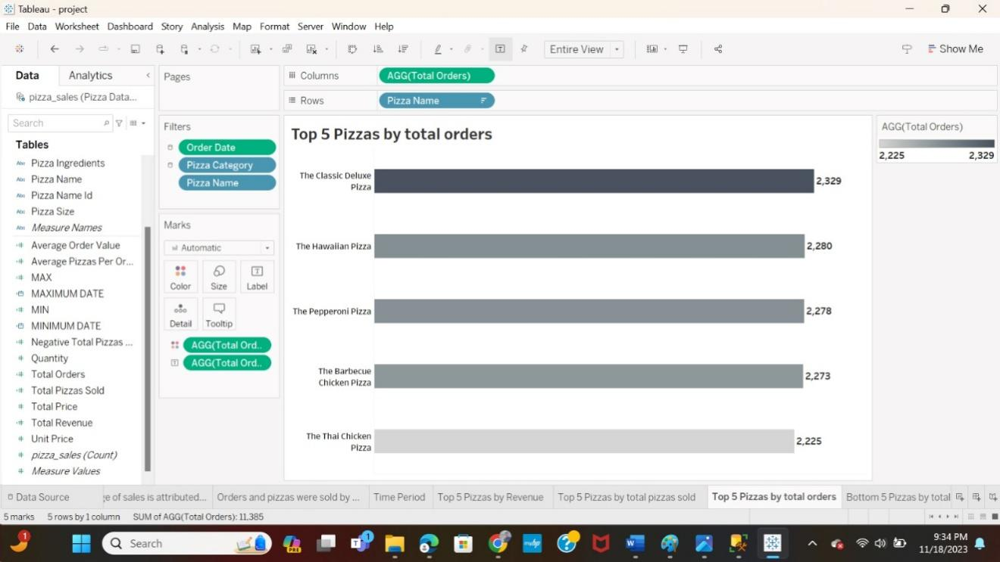 Tableau - project
File Data Worksheet Dashboard Story Analysis Map Format Server Window Help
Entire View
Show Me
Data Analytics
pizza_sales (Pizza Data...
Search
Tables
Pizza Ingredients
Pizza Name
Pizza Name Id
Pizza Size
Measure Names
Average Order Value
Average Pizzas Per Or...
MAX
MAXIMUM DATE
MIN
MINIMUM DATE
Negative Total Pizzas ...
Quantity
Total Orders
Total Pizzas Sold
Total Price
Total Revenue
Unit Price
pizza_sales (Count)
Measure Values
Pages
Filters
Order Date
Pizza Category
Pizza Name
Marks
Automatic
Color Size Label
Detail Tooltip
AGG(Total Ord..
AGG(Total Ord..
Columns AGG(Total Orders)
Rows Pizza Name
Top 5 Pizzas by total orders
The Classic Deluxe
Pizza
2,329
The Hawaiian Pizza 2,280
The Pepperoni Pizza 2,278
The Barbecue
Chicken Pizza
2,273
The Thai Chicken
Pizza
2,225
AGG(Total Orders)
2,225 2,329
Data Source ge of sales is attributed... Orders and pizzas were sold by ... Time Period Top 5 Pizzas by Revenue Top 5 Pizzas by total pizzas sold Top 5 Pizzas by total orders Bottom 5 Pizzas by total
5 marks 5 rows by 1 column SUM of AGG(Total Orders): 11,385
1
Search
PRE
1
myhp
9:34 PM
11/18/2023